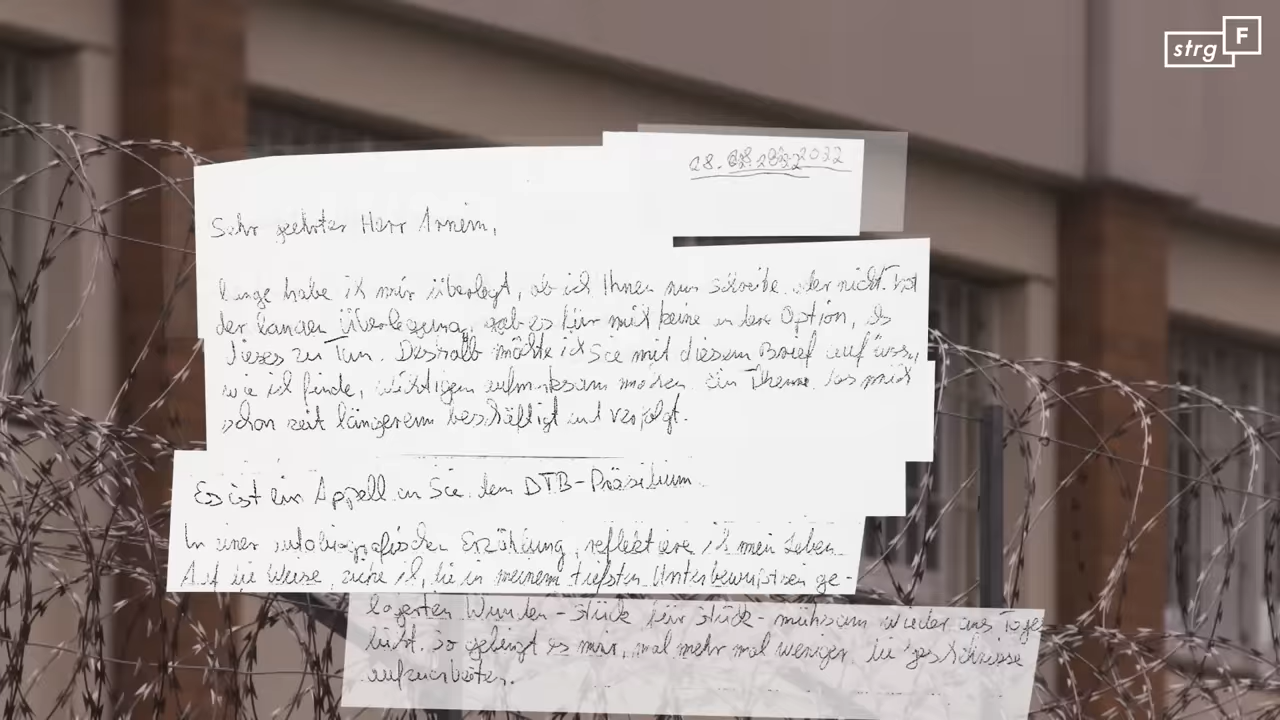 strg F
2022
Sehr geehrter Herr Arnim,
lange habe ich mir überlegt, ob ich Ihnen nur schreibe oder nicht. Not
der langen Überlegung, gab es für mich keine andere Option, als
dieses zu Tun. Deshalb möchte ich Sie mit diesem Brief auf
wie ich finde, wichtigen aufmerksam machen. Ein Thema, das mich
schon seit längerem beschäftigt und verfolgt.
Es ist ein Appell an Sie, dem DTB-Präsidium
In einer autobiografischen Erzählung, reflektiere ich mein Leben.
Auf die Weise, ziehe ich, die in meinem tiefsten Unterbewußtsein ge-
lagerten Wunden - stück für stück - mühsam wieder ans Tages
licht. So gelingt es mir, mal mehr mal weniger, die Geschehnisse
aufzuarbeiten.